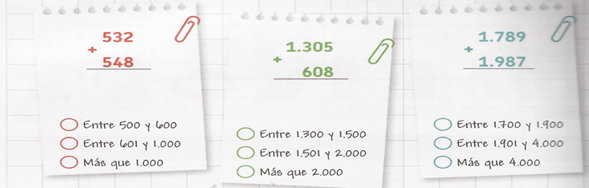 532
+
548
Entre 500 y 600
Entre 601 y 1.000
Más que 1.000
1.305
+
608
Entre 1.300 y 1.500
Entre 1.501 y 2.000
Más que 2.000
1.789
+
1.987
Entre 1.700 y 1.900
Entre 1.901 y 4.000
Más que 4.000